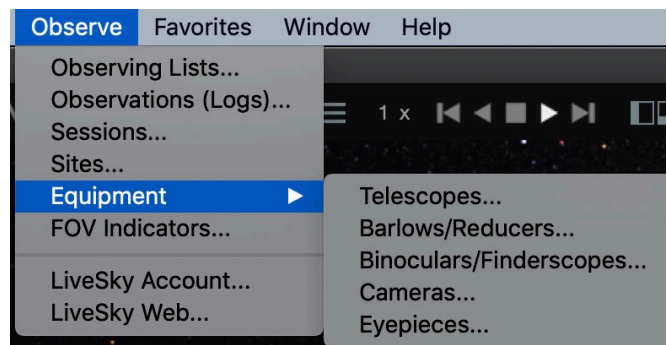 Observe Favorites Window Help
1 x
Observing Lists...
Observations (Logs)...
Sessions...
Sites...
Equipment
FOV Indicators...
LiveSky Account...
LiveSky Web...
Telescopes...
Barlows/Reducers...
Binoculars/Finderscopes...
Cameras...
Eyepieces...